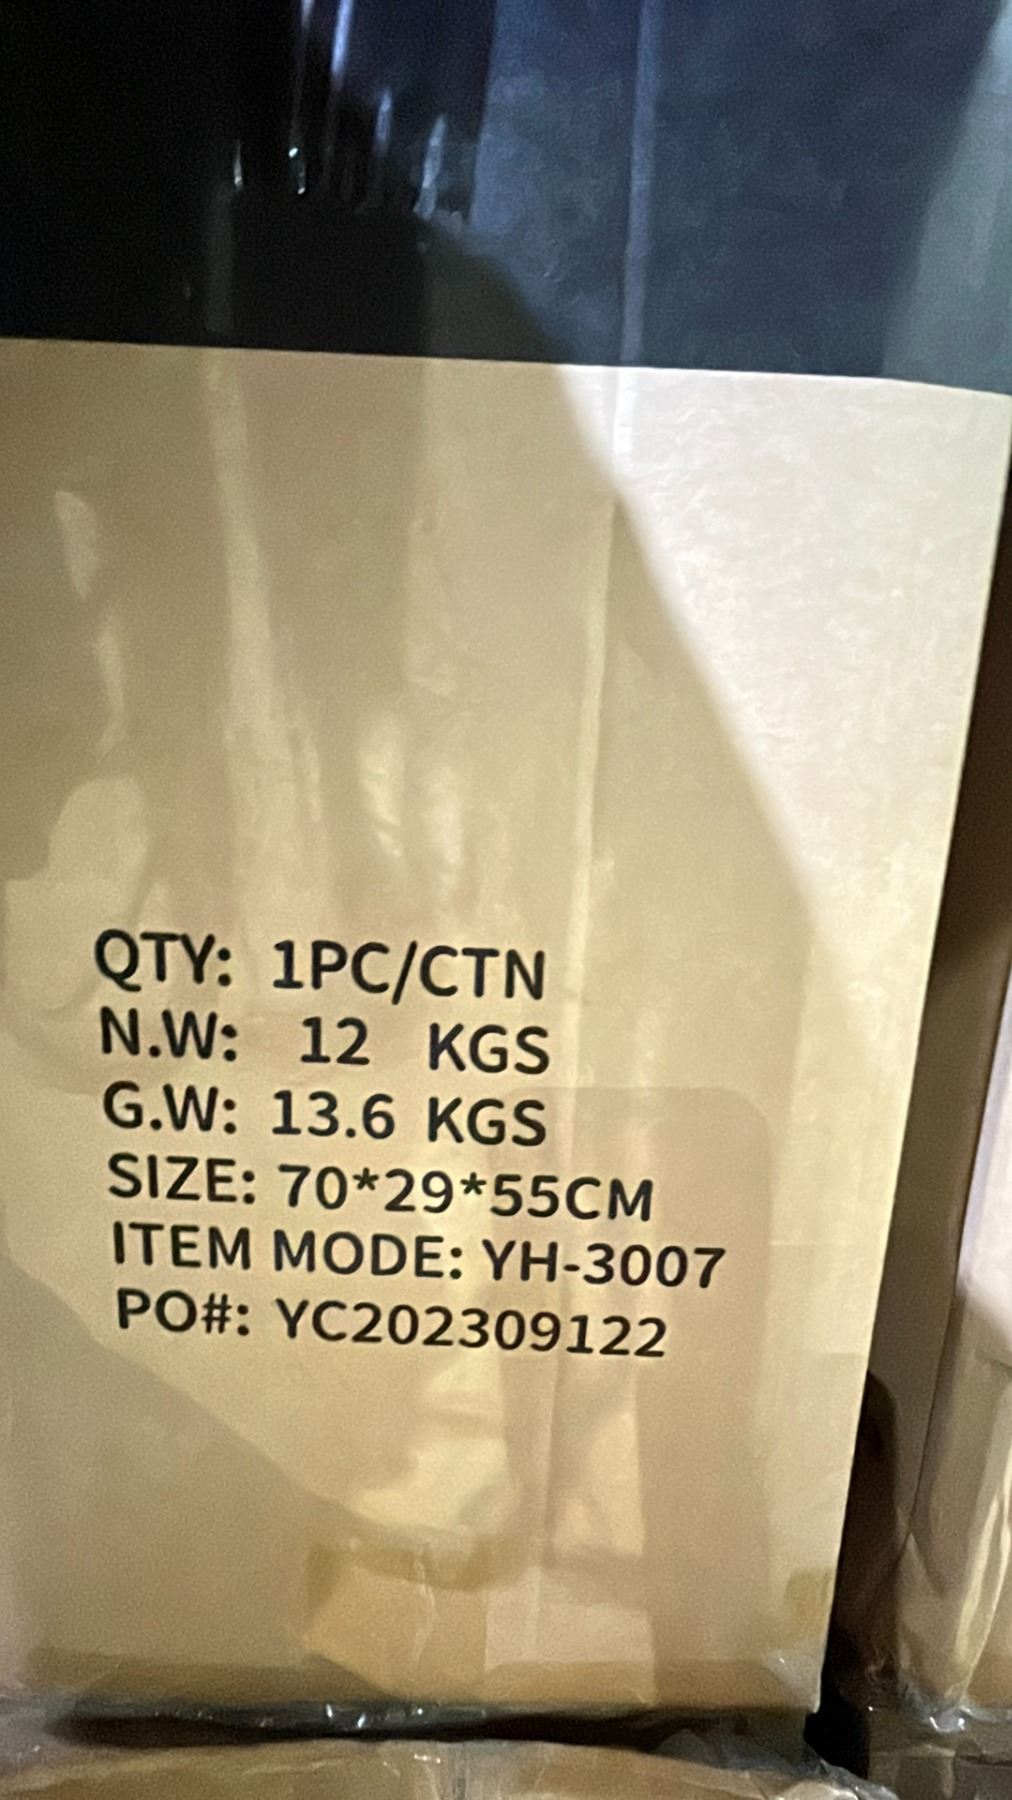 QTY: 1PC/CTN
N.W: 12 KGS
G.W: 13.6 KGS
SIZE: 70*29*55CM
ITEM MODE: YH-3007
PO#: YC202309122